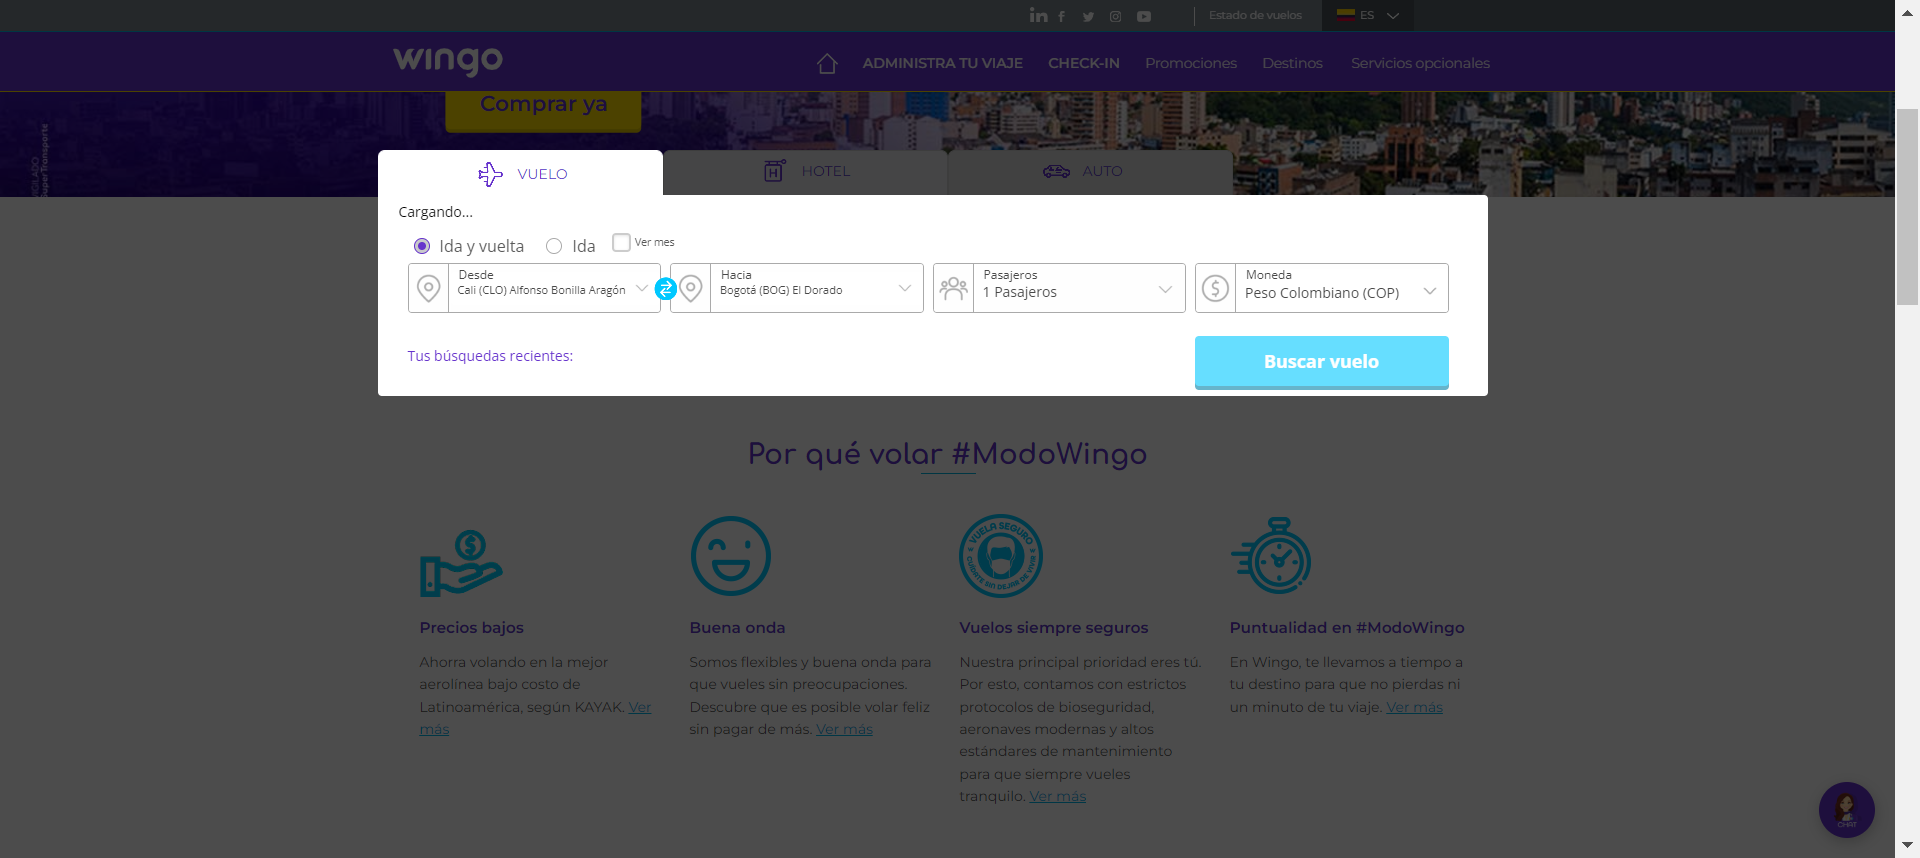 Estado de vuelos
ES
wingo
ADMINISTRA TU VIAJE
CHECK-IN
Promociones
Destinos
Servicios opcionales
Comprar ya
VIGILADO
SuperTransporte
VUELO
HOTEL
AUTO
Cargando...
Ida y vuelta
Ida
Ver mes
Desde
Cali (CLO) Alfonso Bonilla Aragón
Hacia
Bogotá (BOG) El Dorado
Pasajeros
1 Pasajeros
Moneda
Peso Colombiano (COP)
Tus búsquedas recientes:
Buscar vuelo
Por qué volar #ModoWingo
VUELA SEGURO
CUIDARTE SIN DEJAR DE VIVIR
Precios bajos
Ahorra volando en la mejor
aerolínea bajo costo de
Latinoamérica, según KAYAK. Ver
más
Buena onda
Somos flexibles y buena onda para
que vueles sin preocupaciones.
Descubre que es posible volar feliz
sin pagar de más. Ver más
Vuelos siempre seguros
Nuestra principal prioridad eres tú.
Por esto, contamos con estrictos
protocolos de bioseguridad,
aeronaves modernas y altos
estándares de mantenimiento
para que siempre vueles
tranquilo. Ver más
Puntualidad en #ModoWingo
En Wingo, te llevamos a tiempo a
tu destino para que no pierdas ni
un minuto de tu viaje. Ver más
CHAT